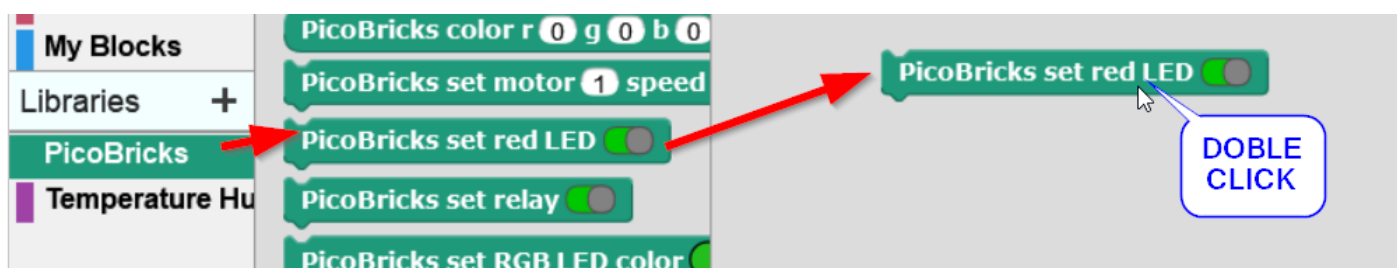 My Blocks
Libraries +
PicoBricks
Temperature Hu
PicoBricks color r 0 g 0 b 0
PicoBricks set motor 1 speed
PicoBricks set red LED
PicoBricks set relay
PicoBricks set RGB LED color
PicoBricks set red LED
DOBLE
CLICK